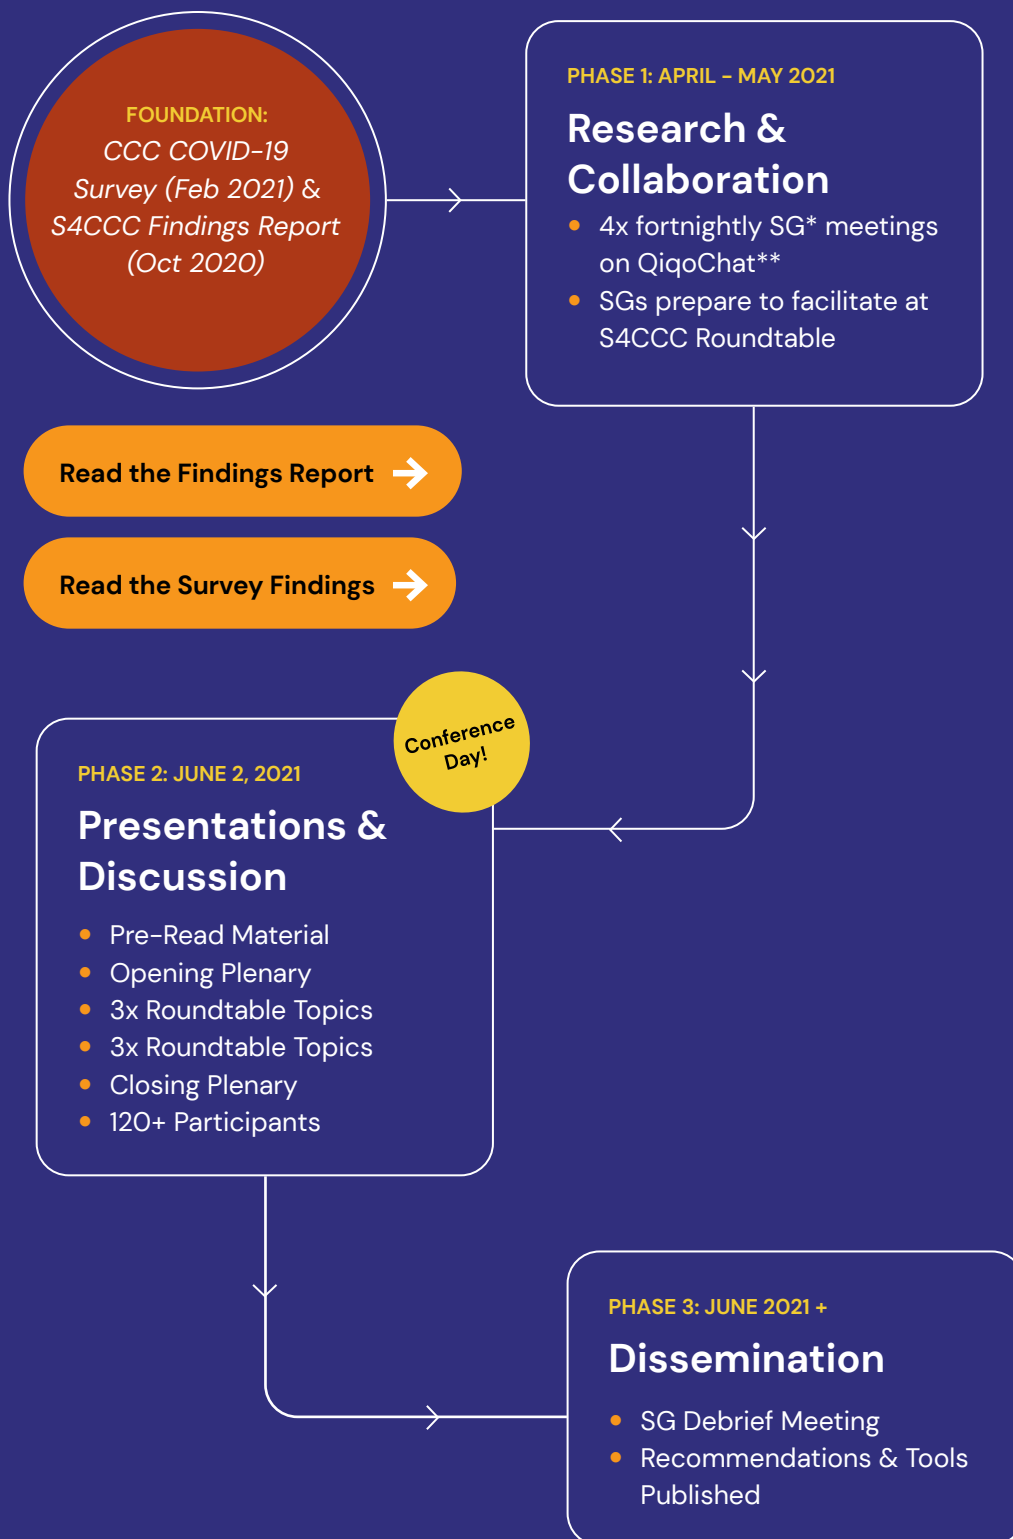 FOUNDATION:
CCC COVID-19
Survey (Feb 2021) &
S4CCC Findings Report
(Oct 2020)
PHASE 1: APRIL - MAY 2021
Research &
Collaboration
4x fortnightly SG* meetings
on QiqoChat**
SGs prepare to facilitate at
S4CCC Roundtable
Read the Findings Report
Read the Survey Findings
Conference
Day!
PHASE 2: JUNE 2, 2021
Presentations &
Discussion
Pre-Read Material
Opening Plenary
3x Roundtable Topics
3x Roundtable Topics
Closing Plenary
120+ Participants
PHASE 3: JUNE 2021 +
Dissemination
SG Debrief Meeting
Recommendations & Tools
Published